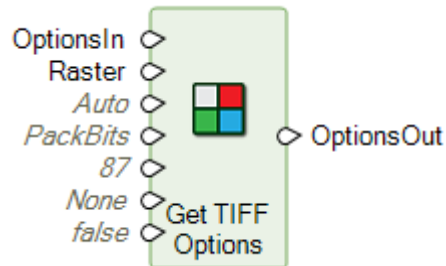 OptionsIn
Raster
Auto
PackBits
87
None
false
Get TIFF
Options
OptionsOut